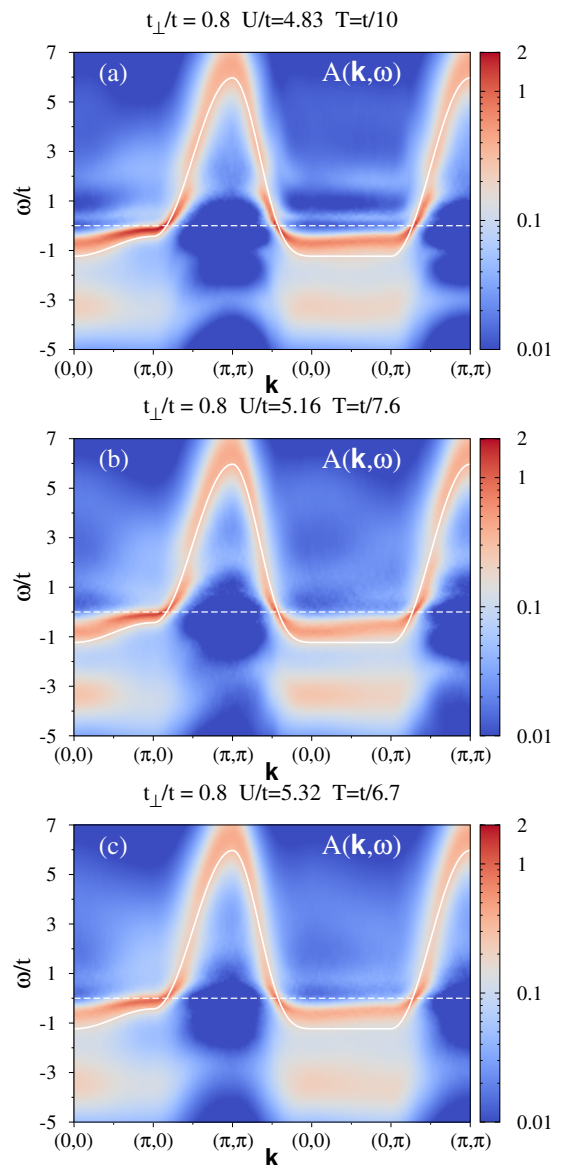 t⊥/t = 0.8 U/t=4.83 T=t/10
(a) A(k,ω)
ω/t
7
5
3
1
-1
-3
-5
(0,0) (π,0) (π,π) (0,0) (0,π) (π,π)
k
2
1
0.1
0.01
t⊥/t = 0.8 U/t=5.16 T=t/7.6
(b) A(k,ω)
ω/t
7
5
3
1
-1
-3
-5
(0,0) (π,0) (π,π) (0,0) (0,π) (π,π)
k
2
1
0.1
0.01
t⊥/t = 0.8 U/t=5.32 T=t/6.7
(c) A(k,ω)
ω/t
7
5
3
1
-1
-3
-5
(0,0) (π,0) (π,π) (0,0) (0,π) (π,π)
k
2
1
0.1
0.01